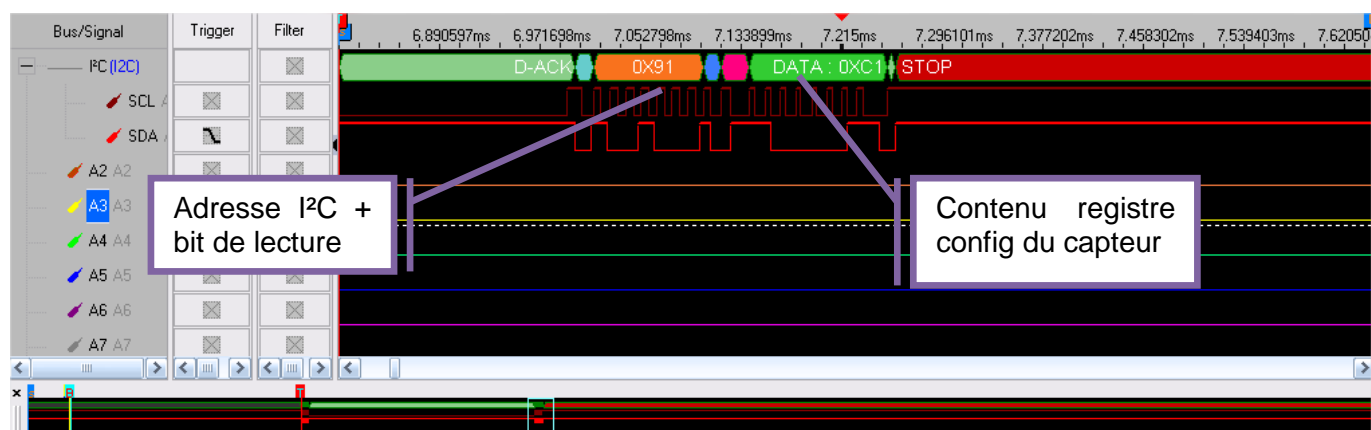 Bus/Signal Trigger Filter 6.890597ms 6.971698ms 7.052798ms 7.133899ms 7.215ms 7.296101ms 7.377202ms 7.458302ms 7.539403ms 7.62050
I²C (I2C) D-ACK 0X91 DATA : 0XC1 STOP
SCL
SDA
A2 A2
A3 A3
A4 A4
A5 A5
A6 A6
A7 A7
Adresse I²C +
bit de lecture
Contenu registre
config du capteur
B T